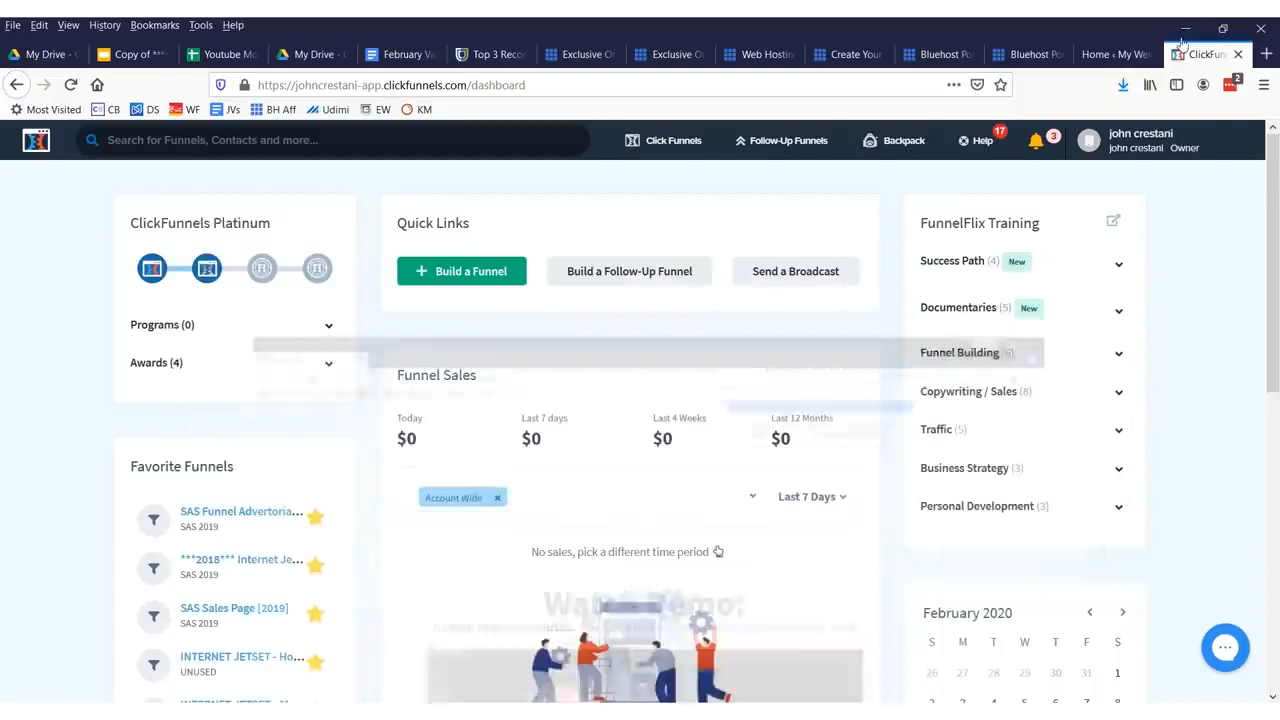 File Edit View History Bookmarks Tools Help
My Drive - Copy of *** Youtube Mo My Drive - February Vi Top 3 Reco Exclusive Of Exclusive O Web Hostin Create Your Bluehost Po Bluehost Po Home ‹ My We ClickFun
https://johncrestani-app.clickfunnels.com/dashboard 2
Most Visited CB DS WF JVs BH Aff Udimi EW KM
Search for Funnels, Contacts and more...
Click Funnels Follow-Up Funnels Backpack Help 17 3
john crestani
john crestani Owner
ClickFunnels Platinum
Programs (0)
Awards (4)
Favorite Funnels
SAS Funnel Advertoria...
SAS 2019
***2018*** Internet Je...
SAS 2019
SAS Sales Page [2019]
SAS 2019
INTERNET JETSET - Ho...
UNUSED
Quick Links
+ Build a Funnel Build a Follow-Up Funnel Send a Broadcast
Funnel Sales
Today Last 7 days Last 4 Weeks Last 12 Months
$0 $0 $0 $0
Account Wide × Last 7 Days
No sales, pick a different time period
FunnelFlix Training
Success Path (4) New
Documentaries (5) New
Funnel Building
Copywriting / Sales (8)
Traffic (5)
Business Strategy (3)
Personal Development (3)
February 2020
S M T W T F S
26 27 28 29 30 31 1